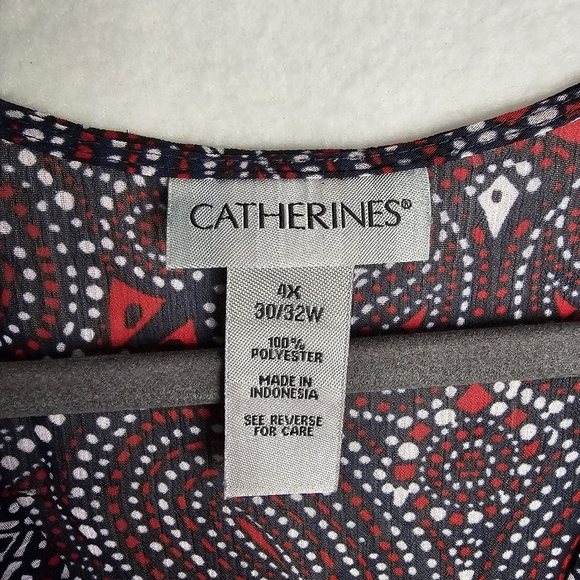 CATHERINES®
4X
30/32W
100%
POLYESTER
MADE IN
INDONESIA
SEE REVERSE
FOR CARE